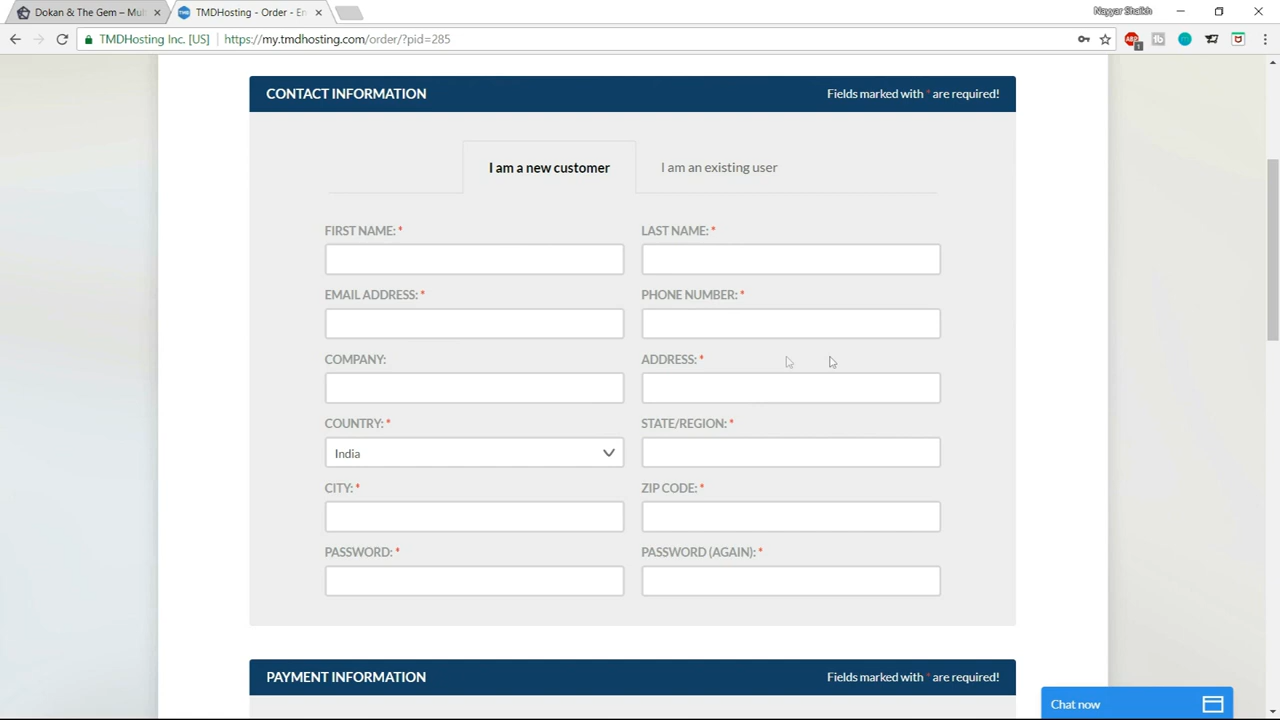 Dokan & The Gem – Mul
TMDHosting - Order - En
Nayyar Shaikh
TMDHosting Inc. [US]
https://my.tmdhosting.com/order/?pid=285
CONTACT INFORMATION
Fields marked with * are required!
I am a new customer
I am an existing user
FIRST NAME: *
LAST NAME: *
EMAIL ADDRESS: *
PHONE NUMBER: *
COMPANY:
ADDRESS: *
COUNTRY: *
STATE/REGION: *
India
CITY: *
ZIP CODE: *
PASSWORD: *
PASSWORD (AGAIN): *
PAYMENT INFORMATION
Fields marked with * are required!
Chat now